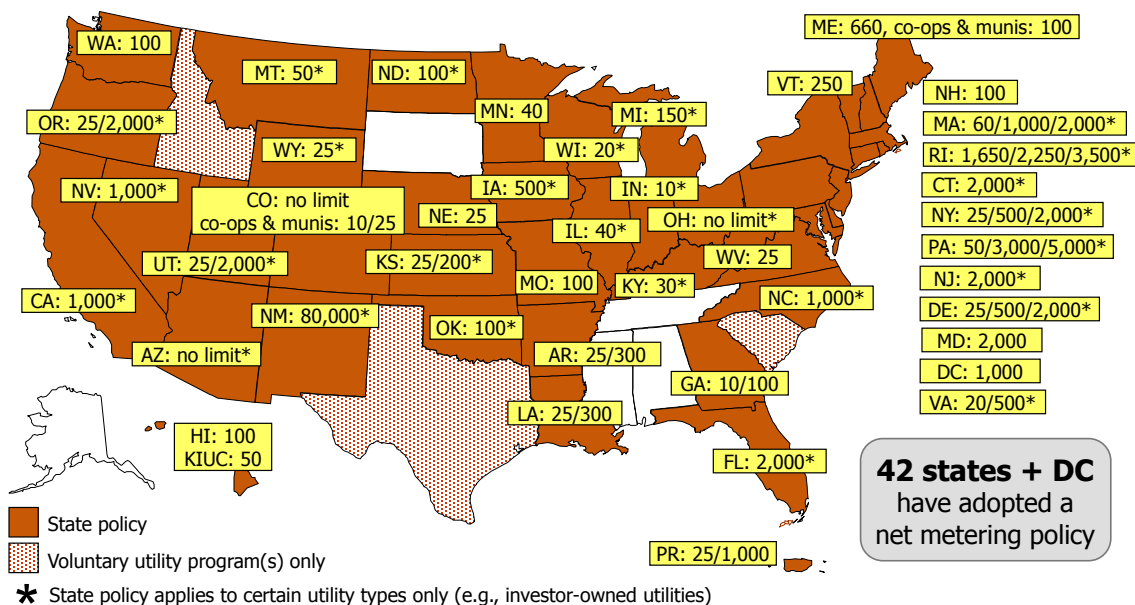 ME: 660, co-ops & munis: 100
WA: 100
MT: 50*
ND: 100*
VT: 250
NH: 100
MN: 40
MI: 150*
OR: 25/2,000*
MA: 60/1,000/2,000*
WY: 25*
WI: 20*
RI: 1,650/2,250/3,500*
NV: 1,000*
CO: no limit
co-ops & munis: 10/25
IA: 500*
IN: 10*
CT: 2,000*
NE: 25
OH: no limit*
NY: 25/500/2,000*
IL: 40*
PA: 50/3,000/5,000*
UT: 25/2,000*
KS: 25/200*
WV: 25
MO: 100
KY: 30*
NJ: 2,000*
CA: 1,000*
NM: 80,000*
NC: 1,000*
DE: 25/500/2,000*
OK: 100*
MD: 2,000
AZ: no limit*
AR: 25/300
DC: 1,000
GA: 10/100
VA: 20/500*
LA: 25/300
HI: 100
KIUC: 50
FL: 2,000*
42 states + DC
have adopted a
net metering policy
State policy
Voluntary utility program(s) only
PR: 25/1,000
* State policy applies to certain utility types only (e.g., investor-owned utilities)